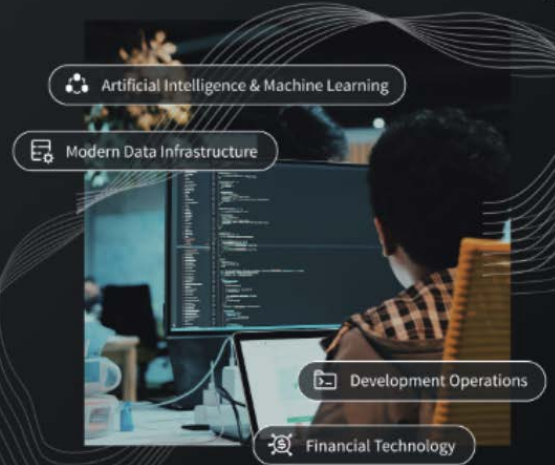 Artificial Intelligence & Machine Learning
Modern Data Infrastructure
Development Operations
Financial Technology